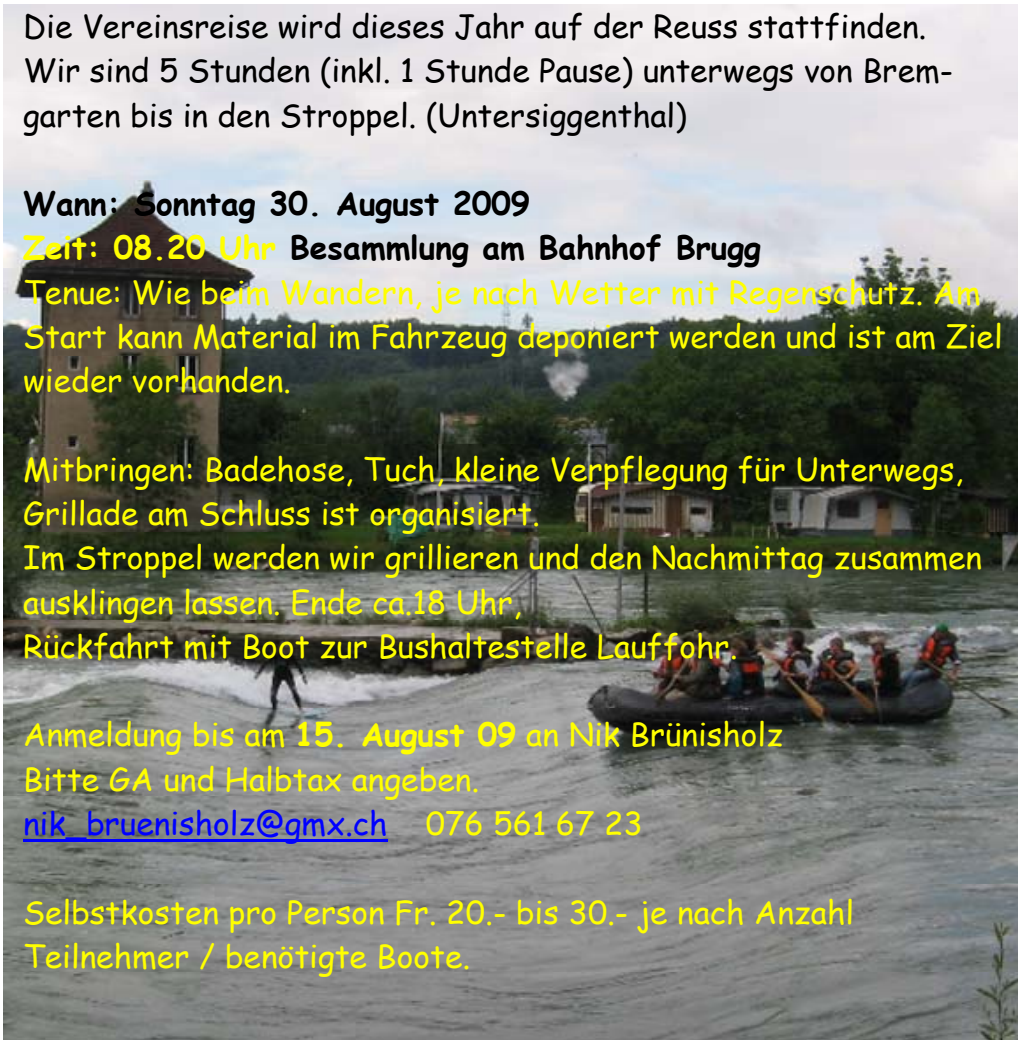 Die Vereinsreise wird dieses Jahr auf der Reuss stattfinden.
Wir sind 5 Stunden (inkl. 1 Stunde Pause) unterwegs von Brem-
garten bis in den Stroppel. (Untersiggenthal)
Wann: Sonntag 30. August 2009
Zeit: 08.20 Uhr Besammlung am Bahnhof Brugg
Tenue: Wie beim Wandern, je nach Wetter mit Regenschutz. Am
Start kann Material im Fahrzeug deponiert werden und ist am Ziel
wieder vorhanden.
Mitbringen: Badehose, Tuch, kleine Verpflegung für Unterwegs,
Grillade am Schluss ist organisiert.
Im Stroppel werden wir grillieren und den Nachmittag zusammen
ausklingen lassen. Ende ca.18 Uhr,
Rückfahrt mit Boot zur Bushaltestelle Lauffohr.
Anmeldung bis am 15. August 09 an Nik Brünisholz
Bitte GA und Halbtax angeben.
nik_bruenisholz@gmx.ch 076 561 67 23
Selbstkosten pro Person Fr. 20.- bis 30.- je nach Anzahl
Teilnehmer / benötigte Boote.